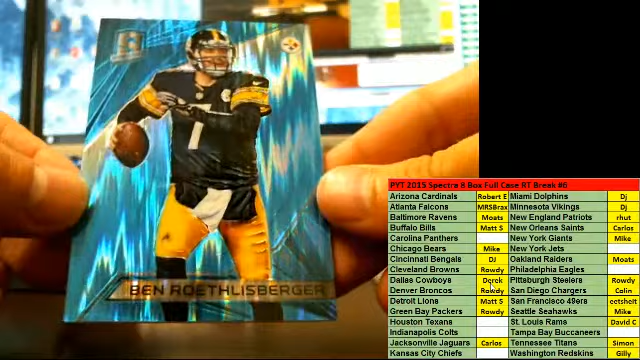 7
BEN ROETHLISBERGER
PYT 2015 Spectre 8 Box Full Case RT Break #6
Arizona Cardinals Robert E Miami Dolphins Dj
Atlanta Falcons MRSBrax Minnesota Vikings Dj
Baltimore Ravens Moats New England Patriots rhut
Buffalo Bills Matt S New Orleans Saints Carlos
Carolina Panthers New York Giants Mike
Chicago Bears Mike New York Jets
Cincinnati Bengals DJ Oakland Raiders Moats
Cleveland Browns Rowdy Philadelphia Eagles
Dallas Cowboys Derek Pittsburgh Steelers Rowdy
Denver Broncos Rowdy San Diego Chargers Colin
Detroit Lions Matt S San Francisco 49ers eetsheit
Green Bay Packers Rowdy Seattle Seahawks Mike
Houston Texans St. Louis Rams David C
Indianapolis Colts Tampa Bay Buccaneers
Jacksonville Jaguars Carlos Tennessee Titans Simon
Kansas City Chiefs Washington Redskins Gilly